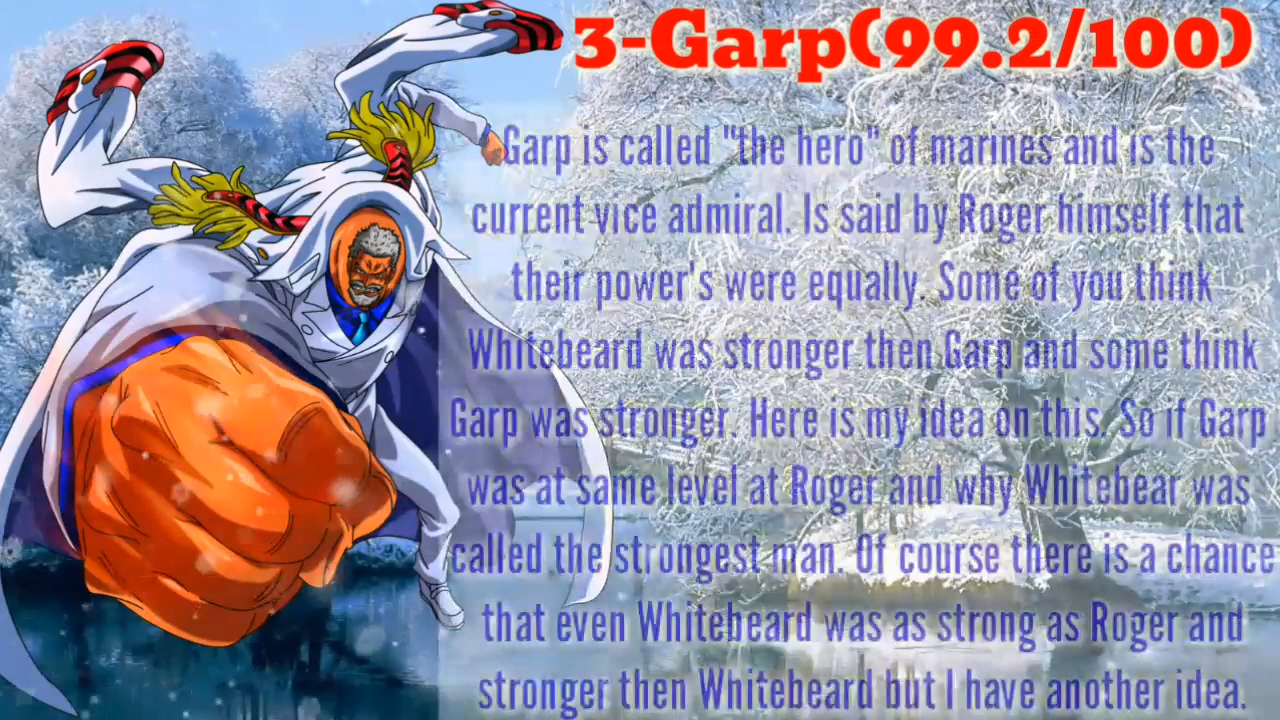 3-Garp(99.2/100)
Garp is called "the hero" of marines and is the
current vice admiral. Is said by Roger himself that
their power's were equally. Some of you think
Whitebeard was stronger then Garp and some think
Garp was stronger. Here is my idea on this. So if Garp
was at same level at Roger and why Whitebear was
called the strongest man. Of course there is a chance
that even Whitebeard was as strong as Roger and
stronger then Whitebeard but I have another idea.